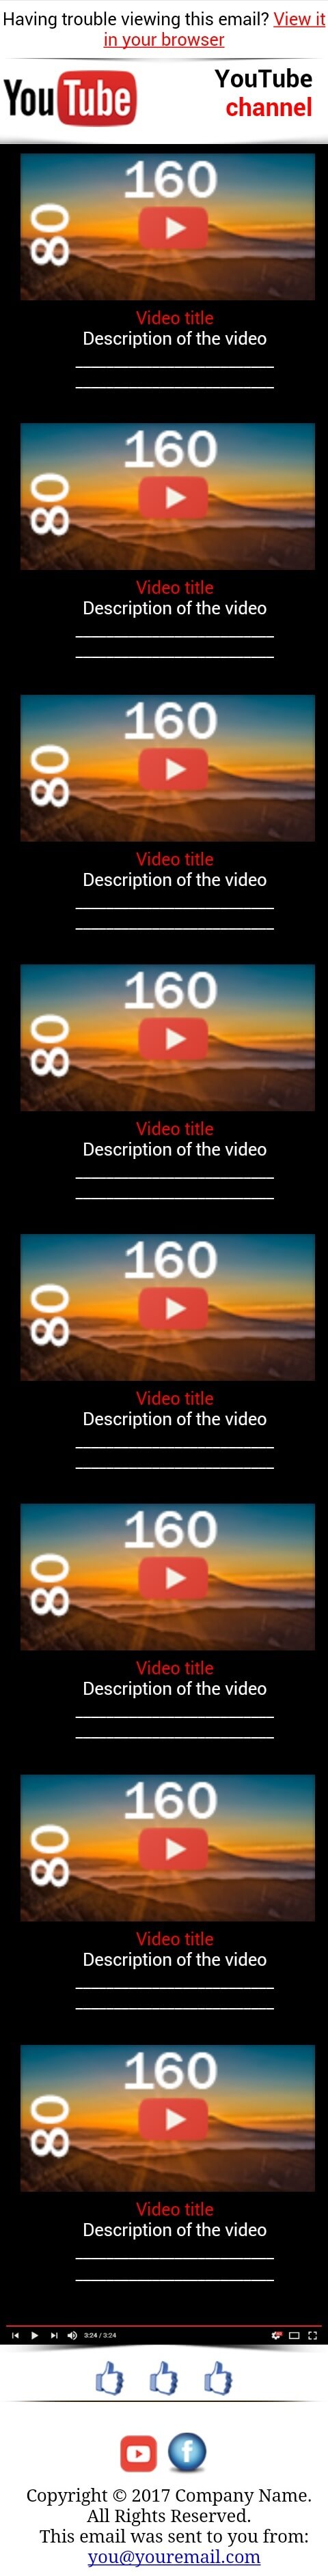 Having trouble viewing this email? View it
in your browser
YouTube
YouTube
channel
160
80
Video title
Description of the video
160
80
Video title
Description of the video
160
80
Video title
Description of the video
160
80
Video title
Description of the video
160
80
Video title
Description of the video
160
80
Video title
Description of the video
160
80
Video title
Description of the video
160
80
Video title
Description of the video
3:24 / 3:24
f
Copyright © 2017 Company Name.
All Rights Reserved.
This email was sent to you from:
you@youremail.com